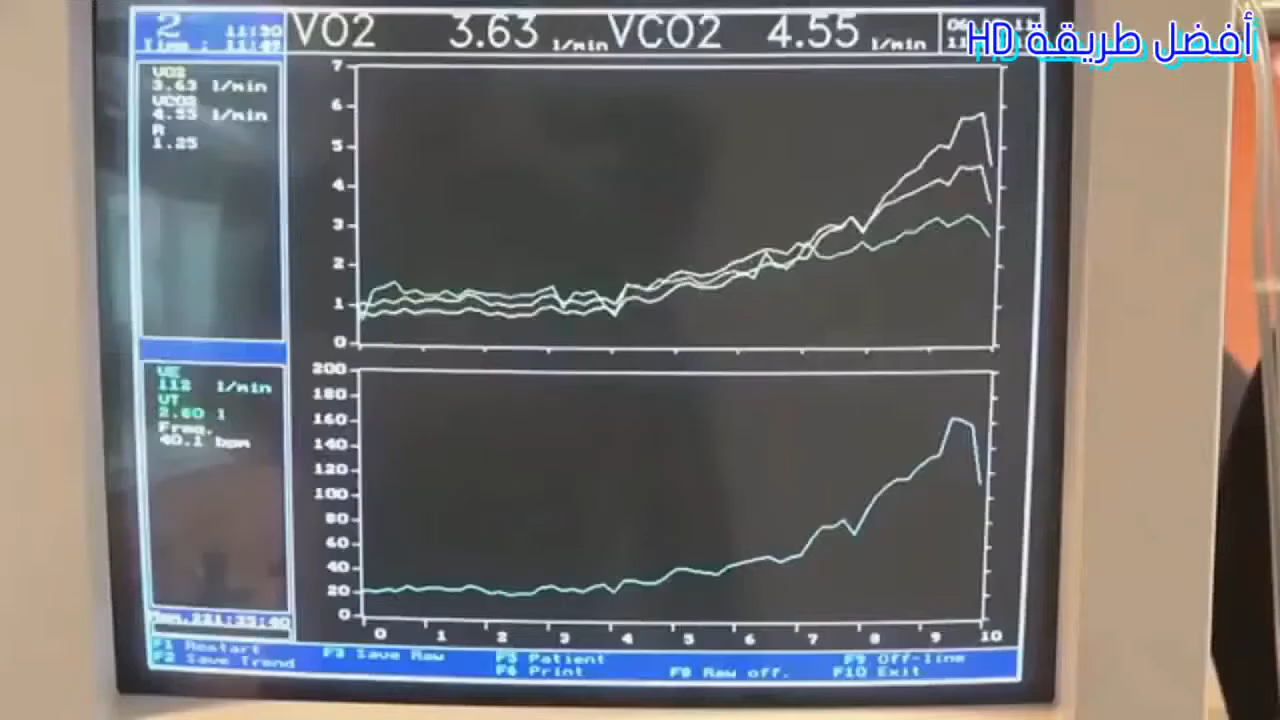 أفضل طريقة HD
2 11:30
Time : 11:49
VO2 3.63 l/min VCO2 4.55 l/min
VO2
3.63 l/min
VCO2
4.55 l/min
R
1.25
7
6
5
4
3
2
1
0
VE
112 l/min
VT
2.60 l
Freq.
40.1 bpm
200
180
160
140
120
100
80
60
40
20
0
0 1 2 3 4 5 6 7 8 9 10
F1 Restart
F2 Save Trend
F3 Save Raw
F5 Patient
F6 Print
F8 Raw off.
F9 Off-line
F10 Exit